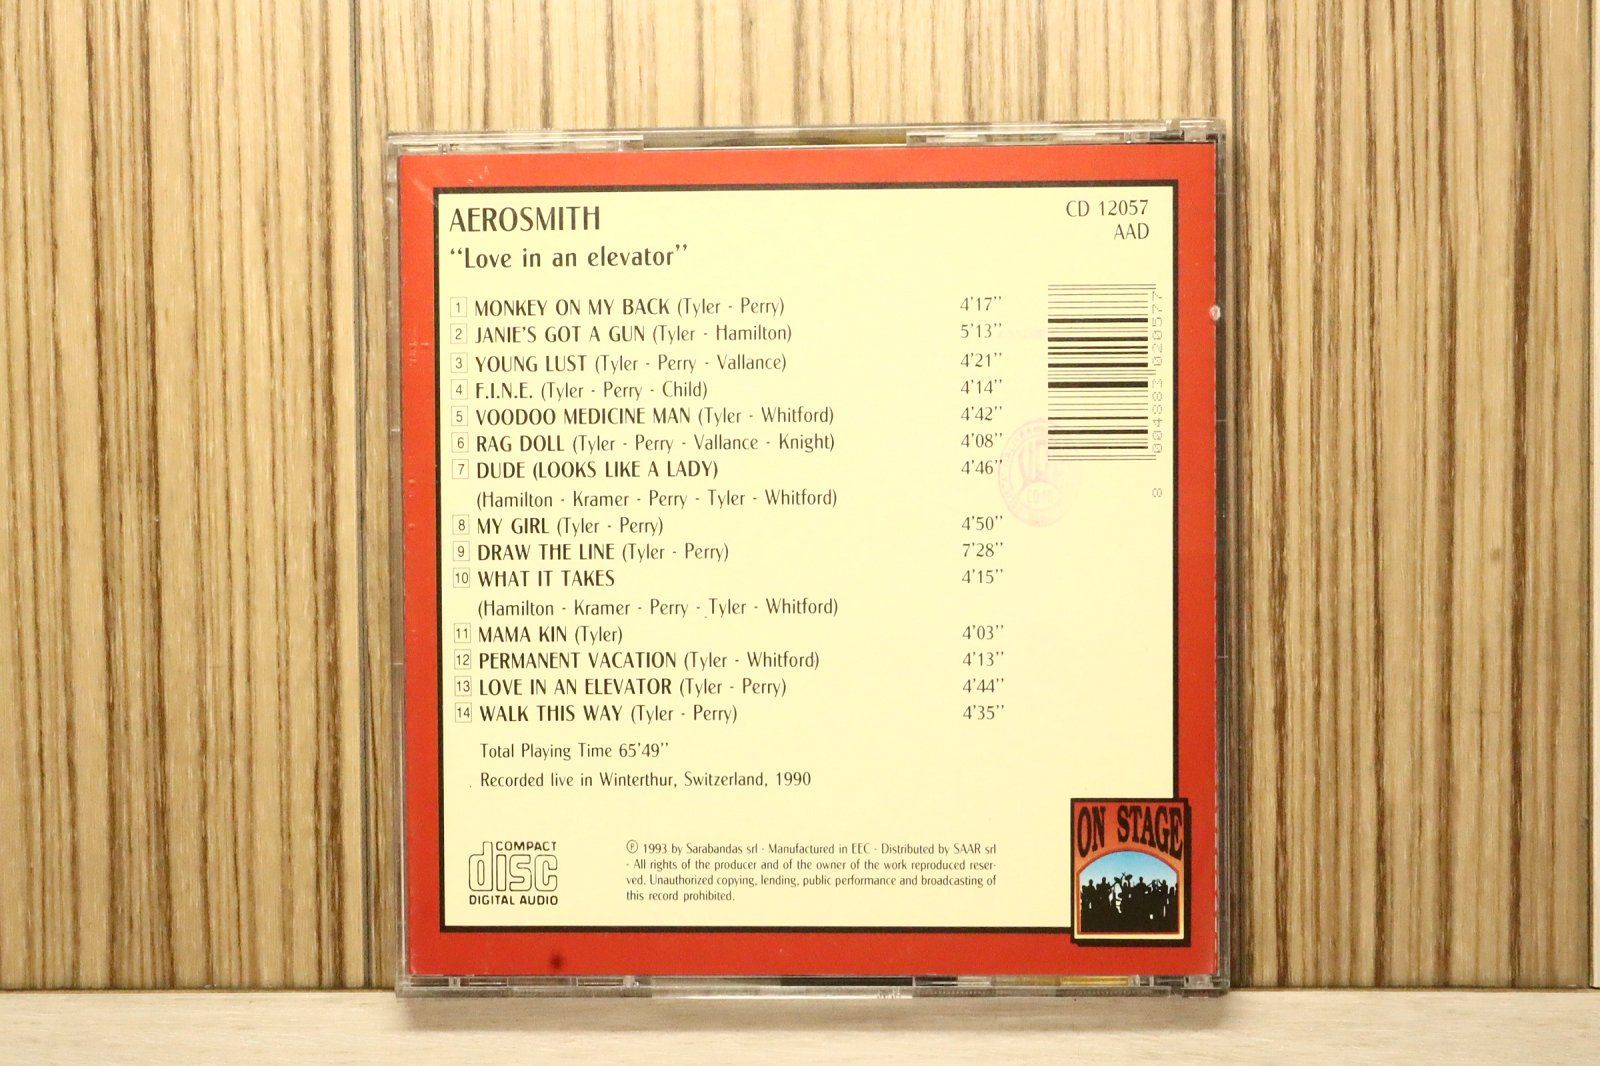 AEROSMITH
CD 12057
"Love in an elevator"
AAD
1 MONKEY ON MY BACK (Tyler - Perry) 4'17''
2 JANIE'S GOT A GUN (Tyler - Hamilton) 5'13''
3 YOUNG LUST (Tyler - Perry - Vallance) 4'21''
4 F.I.N.E. (Tyler - Perry - Child) 4'14''
5 VOODOO MEDICINE MAN (Tyler - Whitford) 4'42''
6 RAG DOLL (Tyler - Perry - Vallance - Knight) 4'08''
7 DUDE (LOOKS LIKE A LADY) 4'46''
(Hamilton - Kramer - Perry - Tyler - Whitford)
8 MY GIRL (Tyler - Perry) 4'50''
9 DRAW THE LINE (Tyler - Perry) 7'28''
10 WHAT IT TAKES 4'15''
(Hamilton - Kramer - Perry - Tyler - Whitford)
11 MAMA KIN (Tyler) 4'03''
12 PERMANENT VACATION (Tyler - Whitford) 4'13''
13 LOVE IN AN ELEVATOR (Tyler - Perry) 4'44''
14 WALK THIS WAY (Tyler - Perry) 4'35''
Total Playing Time 65'49''
Recorded live in Winterthur, Switzerland, 1990
8 004883 020577
COMPACT
disc
DIGITAL AUDIO
℗ 1993 by Sarabandas srl - Manufactured in EEC - Distributed by SAAR srl
- All rights of the producer and of the owner of the work reproduced reser-
ved. Unauthorized copying, lending, public performance and broadcasting of
this record prohibited.
ON STAGE